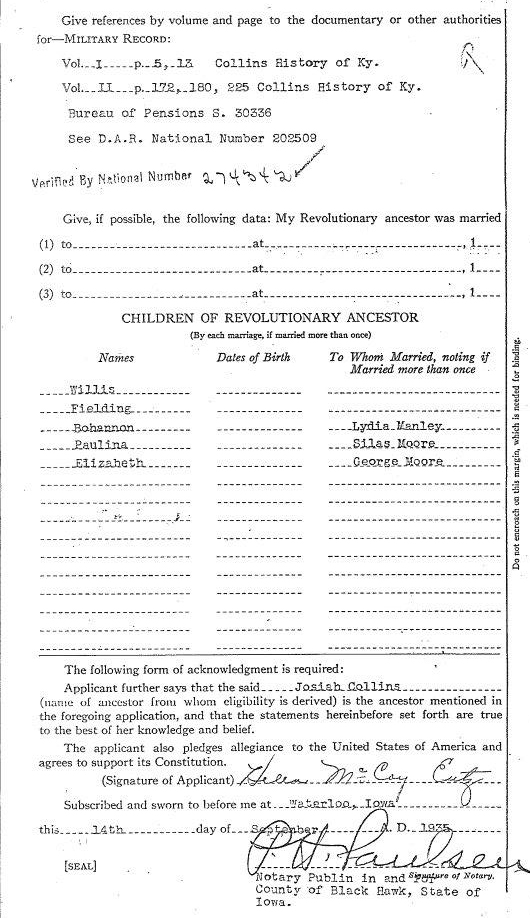 Give references by volume and page to the documentary or other authorities
for—MILITARY RECORD:
Vol. I p. 5, 13 Collins History of Ky.
Vol. II p. 172, 180, 225 Collins History of Ky.
Bureau of Pensions S. 30336
See D.A.R. National Number 202509
Verified By National Number 274342 ✓
Give, if possible, the following data: My Revolutionary ancestor was married
(1) to at , 1
(2) to at , 1
(3) to at , 1
CHILDREN OF REVOLUTIONARY ANCESTOR
(By each marriage, if married more than once)
Names Dates of Birth To Whom Married, noting if
Married more than once
Willis
Fielding
Bohannon Lydia Manley
Paulina Silas Moore
Elizabeth George Moore
Do not encroach on this margin, which is needed for binding.
The following form of acknowledgment is required:
Applicant further says that the said Josiah Collins
(name of ancestor from whom eligibility is derived) is the ancestor mentioned in
the foregoing application, and that the statements hereinbefore set forth are true
to the best of her knowledge and belief.
The applicant also pledges allegiance to the United States of America and
agrees to support its Constitution.
(Signature of Applicant) Helen McCoy
Subscribed and sworn to before me at Waterloo, Iowa
this 14th day of September A. D. 1935
[SEAL] Paulsen
Notary Publin in and Signature of Notary.
County of Black Hawk, State of
Iowa.